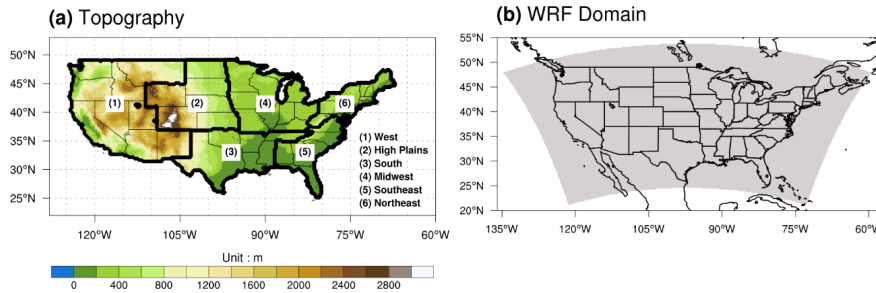 (a) Topography
50°N
45°N
40°N
35°N
30°N
25°N
(1)
(2)
(4)
(6)
(3)
(5)
(1) West
(2) High Plains
(3) South
(4) Midwest
(5) Southeast
(6) Northeast
120°W
105°W
90°W
75°W
60°W
Unit : m
0
400
800
1200
1600
2000
2400
2800
(b) WRF Domain
55°N
50°N
45°N
40°N
35°N
30°N
25°N
20°N
135°W
120°W
105°W
90°W
75°W
60°W